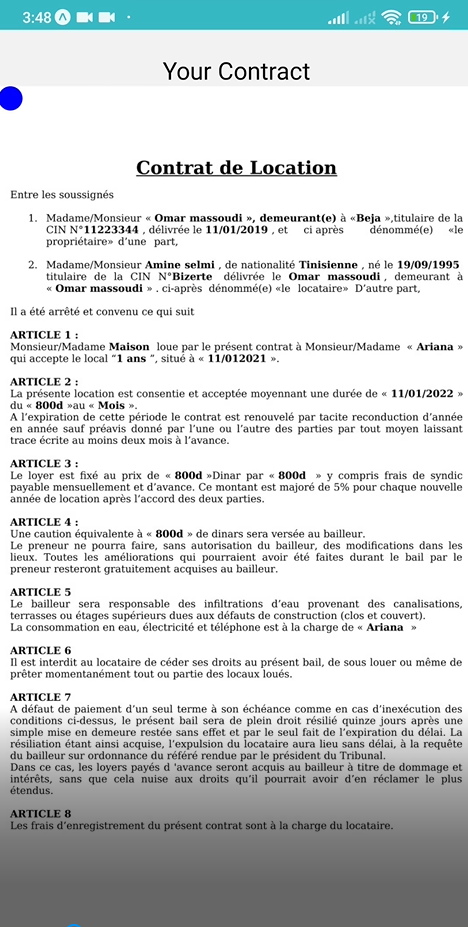 3:48
19
Your Contract
Contrat de Location
Entre les soussignés
1. Madame/Monsieur « Omar massoudi », demeurant(e) à «Beja »,titulaire de la
CIN N°11223344 , délivrée le 11/01/2019 , et ci après dénommé(e) «le
propriétaire» d’une part,
2. Madame/Monsieur Amine selmi , de nationalité Tinisienne , né le 19/09/1995
titulaire de la CIN N°Bizerte délivrée le Omar massoudi , demeurant à
« Omar massoudi » . ci-après dénommé(e) «le locataire» D’autre part,
Il a été arrêté et convenu ce qui suit
ARTICLE 1 :
Monsieur/Madame Maison loue par le présent contrat à Monsieur/Madame « Ariana »
qui accepte le local “1 ans ”, situé à « 11/012021 ».
ARTICLE 2 :
La présente location est consentie et acceptée moyennant une durée de « 11/01/2022 »
du « 800d »au « Mois ».
A l’expiration de cette période le contrat est renouvelé par tacite reconduction d’année
en année sauf préavis donné par l’une ou l’autre des parties par tout moyen laissant
trace écrite au moins deux mois à l’avance.
ARTICLE 3 :
Le loyer est fixé au prix de « 800d »Dinar par « 800d » y compris frais de syndic
payable mensuellement et d’avance. Ce montant est majoré de 5% pour chaque nouvelle
année de location après l’accord des deux parties.
ARTICLE 4 :
Une caution équivalente à « 800d » de dinars sera versée au bailleur.
Le preneur ne pourra faire, sans autorisation du bailleur, des modifications dans les
lieux. Toutes les améliorations qui pourraient avoir été faites durant le bail par le
preneur resteront gratuitement acquises au bailleur.
ARTICLE 5
Le bailleur sera responsable des infiltrations d’eau provenant des canalisations,
terrasses ou étages supérieurs dues aux défauts de construction (clos et couvert).
La consommation en eau, électricité et téléphone est à la charge de « Ariana »
ARTICLE 6
Il est interdit au locataire de céder ses droits au présent bail, de sous louer ou même de
prêter momentanément tout ou partie des locaux loués.
ARTICLE 7
A défaut de paiement d’un seul terme à son échéance comme en cas d’inexécution des
conditions ci-dessus, le présent bail sera de plein droit résilié quinze jours après une
simple mise en demeure restée sans effet et par le seul fait de l’expiration du délai. La
résiliation étant ainsi acquise, l’expulsion du locataire aura lieu sans délai, à la requête
du bailleur sur ordonnance du référé rendue par le président du Tribunal.
Dans ce cas, les loyers payés d 'avance seront acquis au bailleur à titre de dommage et
intérêts, sans que cela nuise aux droits qu’il pourrait avoir d’en réclamer le plus
étendus.
ARTICLE 8
Les frais d’enregistrement du présent contrat sont à la charge du locataire.